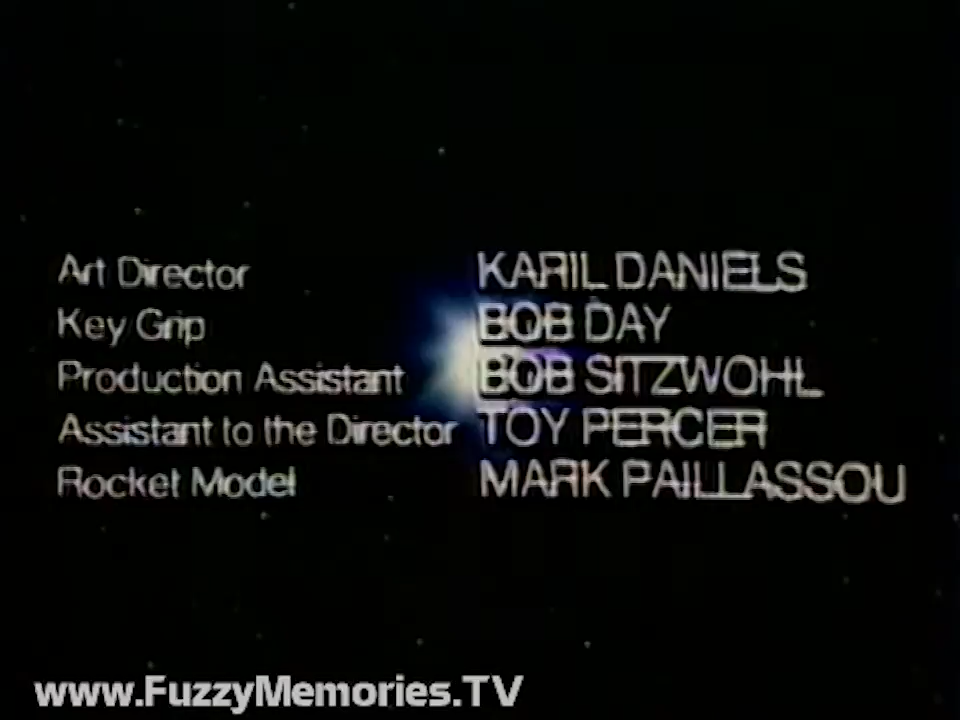 Art Director KARIL DANIELS
Key Grip BOB DAY
Production Assistant BOB SITZWOHL
Assistant to the Director TOY PERCER
Rocket Model MARK PAILLASSOU
www.FuzzyMemories.TV